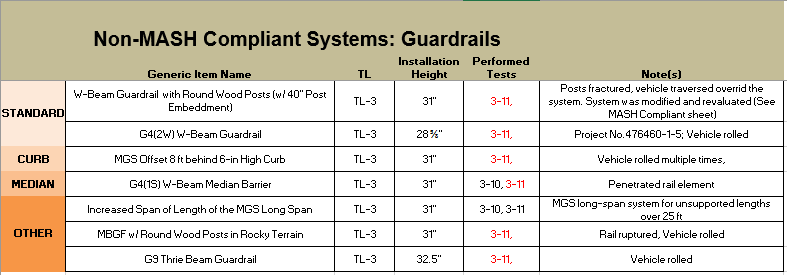 Non-MASH Compliant Systems: Guardrails
Generic Item Name TL Installation Height Performed Tests Note(s)
STANDARD
W-Beam Guardrail with Round Wood Posts (w/ 40" Post Embeddment) TL-3 31" 3-11, Posts fractured, vehicle traversed overrid the system. System was modified and revaluated (See MASH Compliant sheet)
G4(2W) W-Beam Guardrail TL-3 28¾" 3-11, Project No.476460-1-5; Vehicle rolled
CURB MGS Offset 8 ft behind 6-in High Curb TL-3 31" 3-11, Vehicle rolled multiple times,
MEDIAN G4(1S) W-Beam Median Barrier TL-3 31" 3-10, 3-11 Penetrated rail element
OTHER
Increased Span of Length of the MGS Long Span TL-3 31" 3-10, 3-11 MGS long-span system for unsupported lengths over 25 ft
MBGF w/ Round Wood Posts in Rocky Terrain TL-3 31" 3-11, Rail ruptured, Vehicle rolled
G9 Thrie Beam Guardrail TL-3 32.5" 3-11, Vehicle rolled